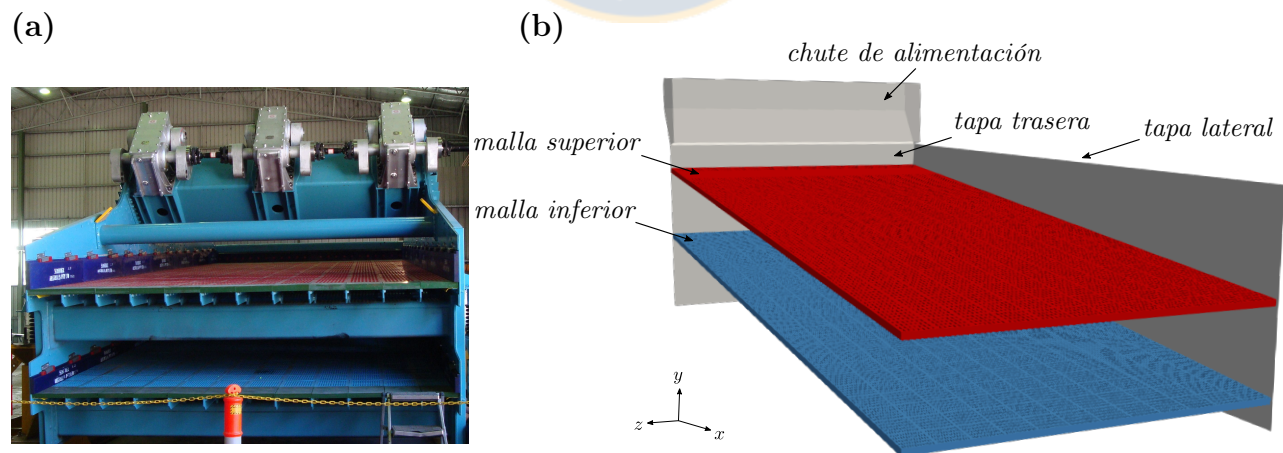 (a)
(b)
chute de alimentación
malla superior
tapa trasera
tapa lateral
malla inferior
y
z
x